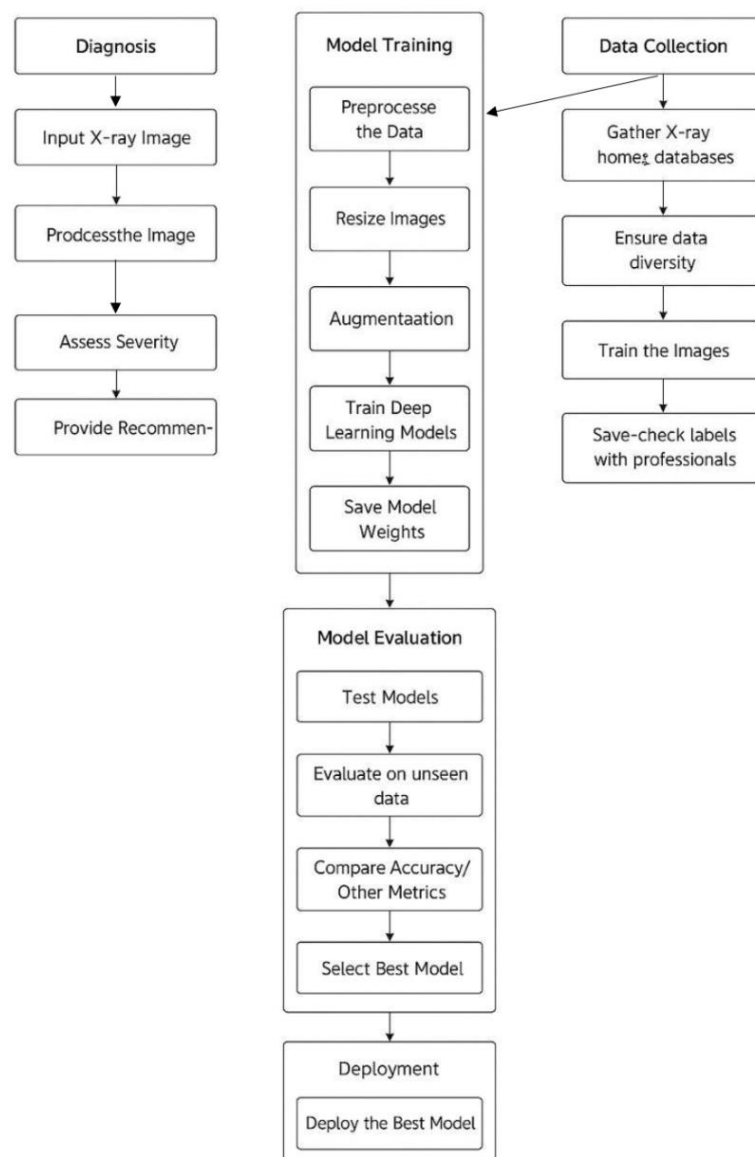 Diagnosis
Input X-ray Image
Prodcessthe Image
Assess Severity
Provide Recommen-
Model Training
Preprocesse
the Data
Resize Images
Augmentaation
Train Deep
Learning Models
Save Model
Weights
Model Evaluation
Test Models
Evaluate on unseen
data
Compare Accuracy/
Other Metrics
Select Best Model
Deployment
Deploy the Best Model
Data Collection
Gather X-ray
databases
Ensure data
diversity
Train the Images
Save-check labels
with professionals